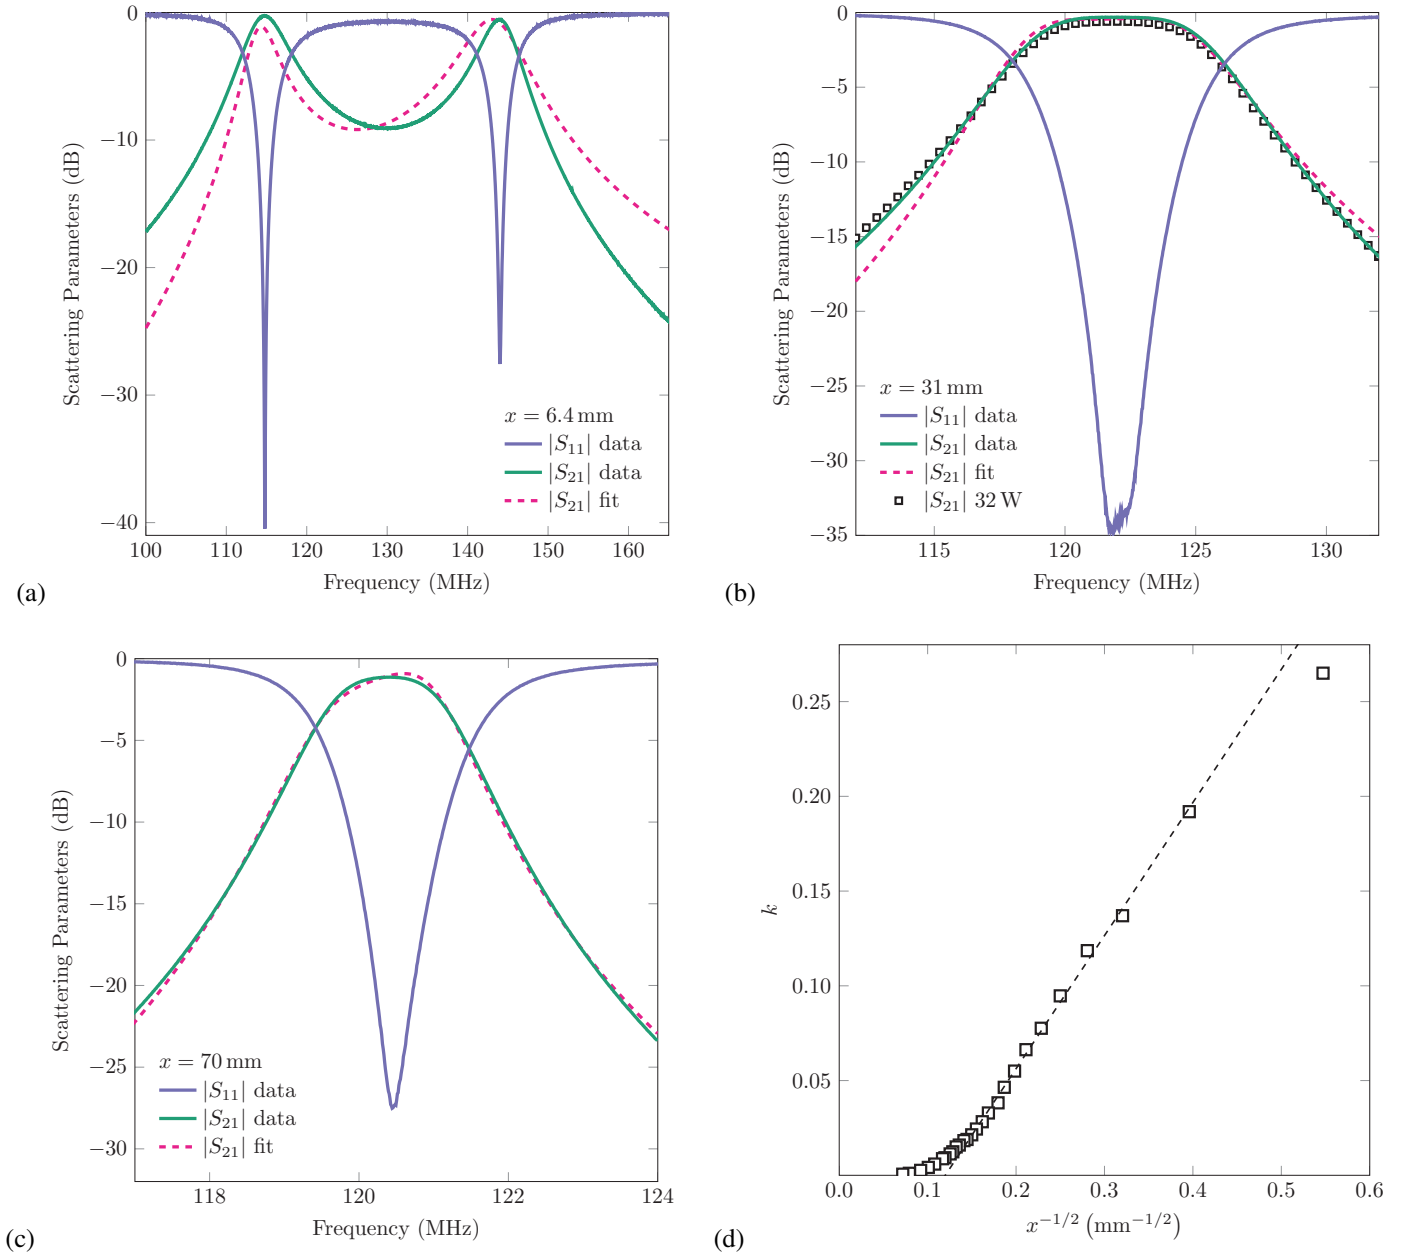 0
−10
−20
−30
−40
Scattering Parameters (dB)
x = 6.4 mm
|S11| data
|S21| data
|S21| fit
100 110 120 130 140 150 160
Frequency (MHz)
(a)
0
−5
−10
−15
−20
−25
−30
−35
Scattering Parameters (dB)
x = 31 mm
|S11| data
|S21| data
|S21| fit
|S21| 32 W
115 120 125 130
Frequency (MHz)
(b)
0
−5
−10
−15
−20
−25
−30
Scattering Parameters (dB)
x = 70 mm
|S11| data
|S21| data
|S21| fit
118 120 122 124
Frequency (MHz)
(c)
0.25
0.20
0.15
0.10
0.05
k
0.0 0.1 0.2 0.3 0.4 0.5 0.6
x−1/2 (mm−1/2)
(d)